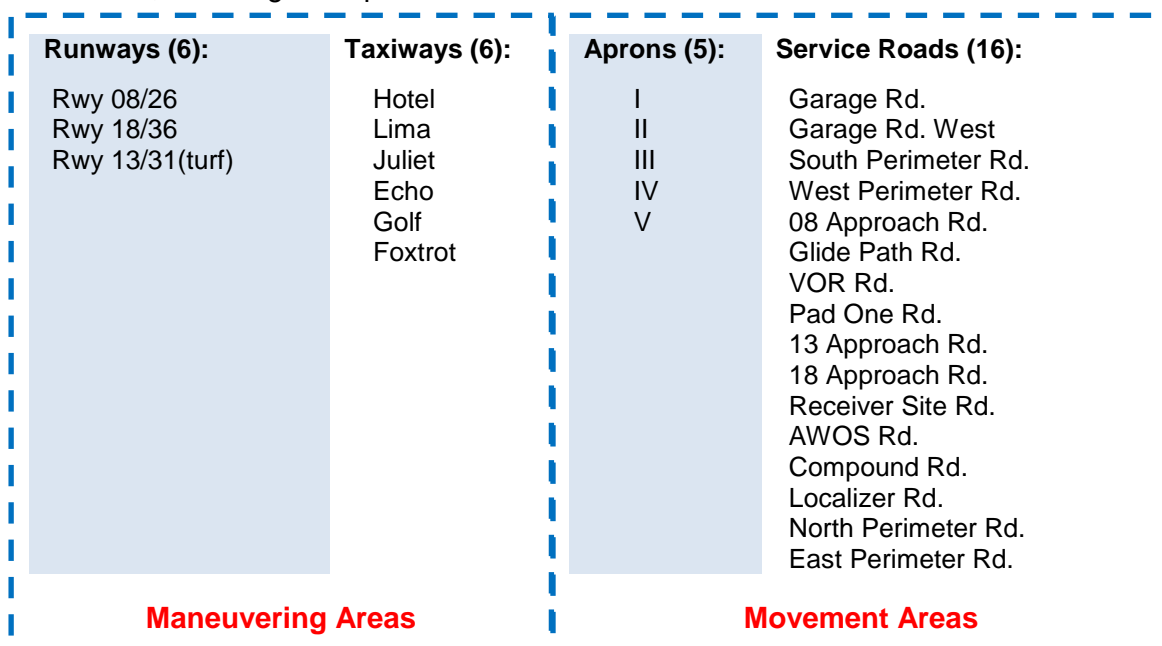 Runways (6):
Rwy 08/26
Rwy 18/36
Rwy 13/31(turf)
Taxiways (6):
Hotel
Lima
Juliet
Echo
Golf
Foxtrot
Maneuvering Areas
Aprons (5):
I
II
III
IV
V
Service Roads (16):
Garage Rd.
Garage Rd. West
South Perimeter Rd.
West Perimeter Rd.
08 Approach Rd.
Glide Path Rd.
VOR Rd.
Pad One Rd.
13 Approach Rd.
18 Approach Rd.
Receiver Site Rd.
AWOS Rd.
Compound Rd.
Localizer Rd.
North Perimeter Rd.
East Perimeter Rd.
Movement Areas